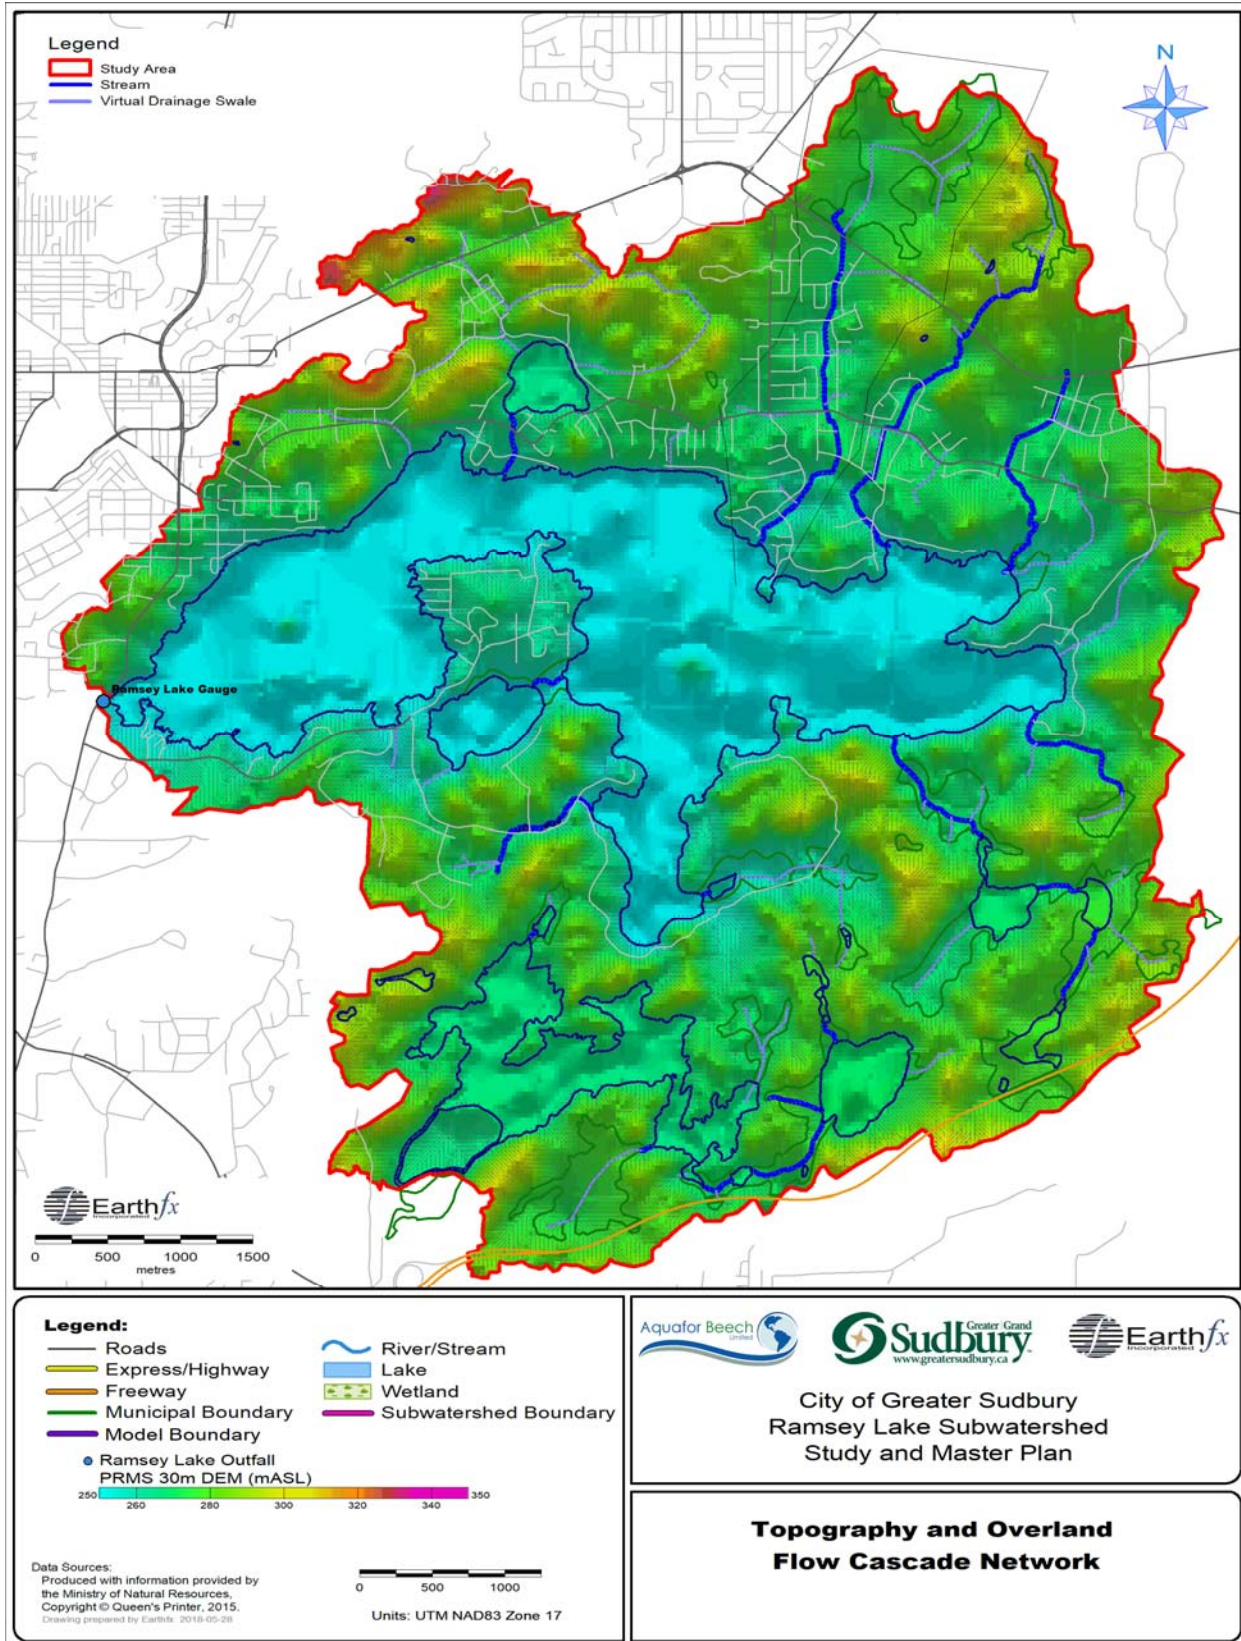 Legend
Study Area
Stream
Virtual Drainage Swale
N
Ramsey Lake Gauge
Earthfx
Incorporated
0 500 1000 1500
metres
Legend:
Roads
Express/Highway
Freeway
Municipal Boundary
Model Boundary
River/Stream
Lake
Wetland
Subwatershed Boundary
Ramsey Lake Outfall
PRMS 30m DEM (mASL)
250 350
260 280 300 320 340
Data Sources:
Produced with information provided by
the Ministry of Natural Resources,
Copyright © Queen's Printer, 2015.
Drawing prepared by Earthfx 2018-05-28
0 500 1000
Units: UTM NAD83 Zone 17
Aquafor Beech
Limited
Greater Grand
Sudbury
www.greatersudbury.ca
Earthfx
Incorporated
City of Greater Sudbury
Ramsey Lake Subwatershed
Study and Master Plan
Topography and Overland
Flow Cascade Network